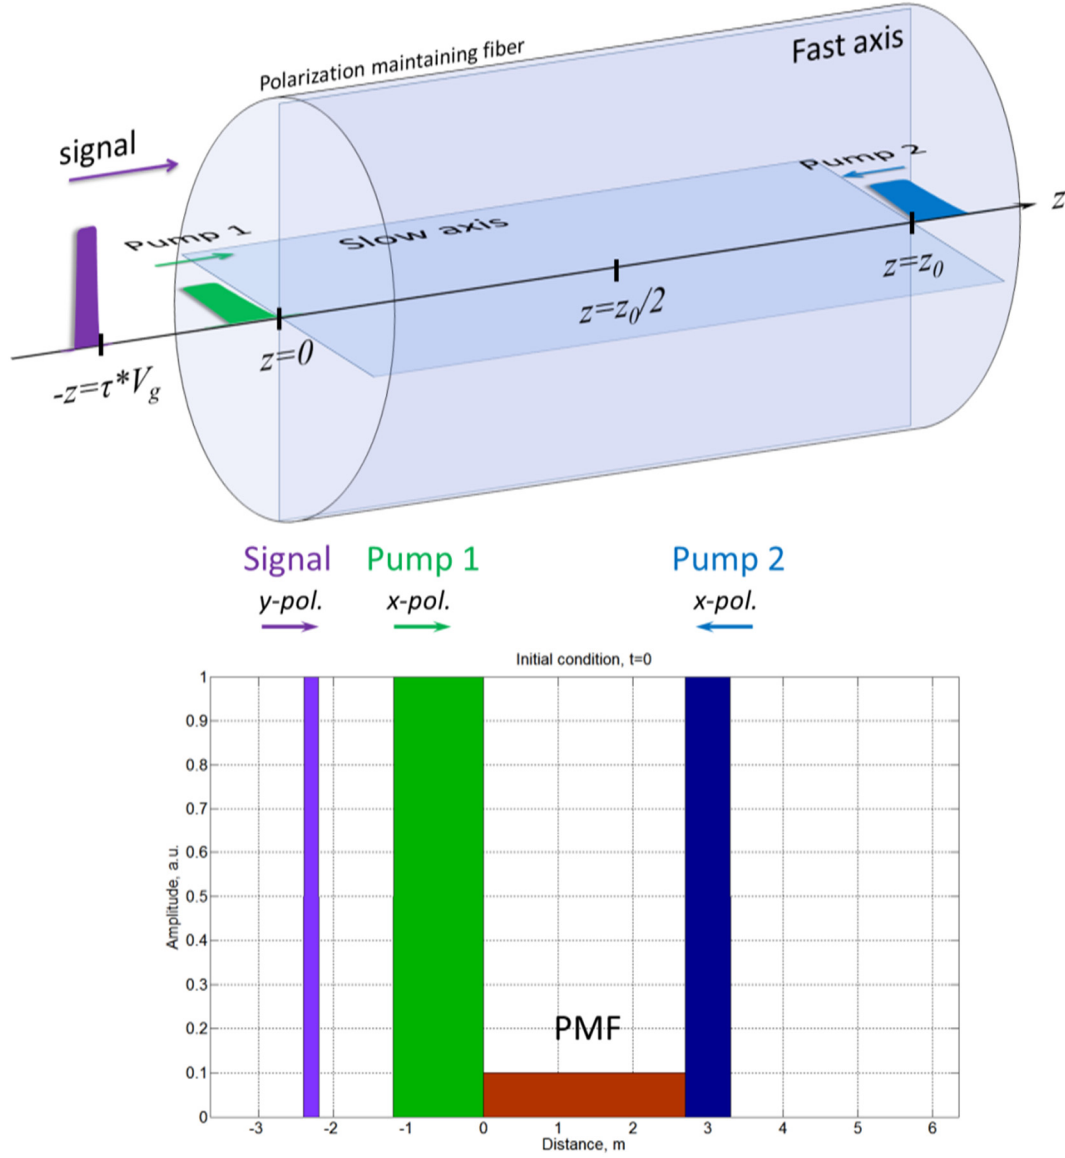 Polarization maintaining fiber
Fast axis
signal
Pump 2
z
Pump 1
Slow axis
z=z0
z=z0/2
z=0
-z=τ*Vg
Signal Pump 1 Pump 2
y-pol. x-pol. x-pol.
Initial condition, t=0
1
0.9
0.8
0.7
0.6
0.5
0.4
0.3
0.2
0.1
0
Amplitude, a.u.
PMF
-3 -2 -1 0 1 2 3 4 5 6
Distance, m